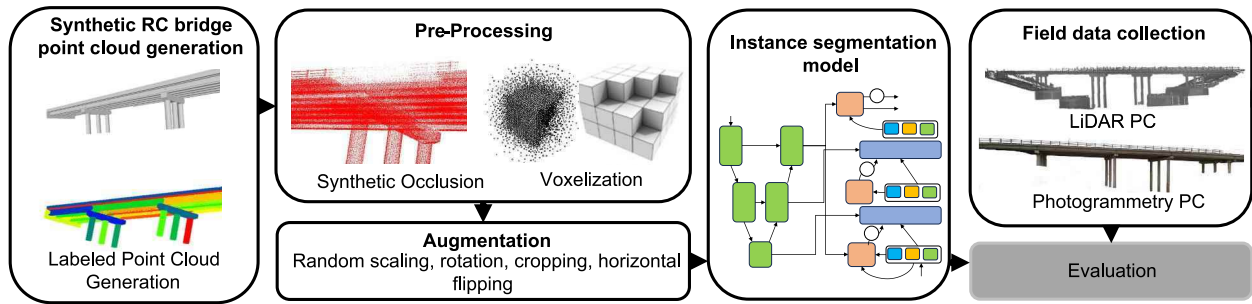 Synthetic RC bridge
point cloud generation
Labeled Point Cloud
Generation
Pre-Processing
Synthetic Occlusion
Voxelization
Augmentation
Random scaling, rotation, cropping, horizontal
flipping
Instance segmentation
model
Field data collection
LiDAR PC
Photogrammetry PC
Evaluation